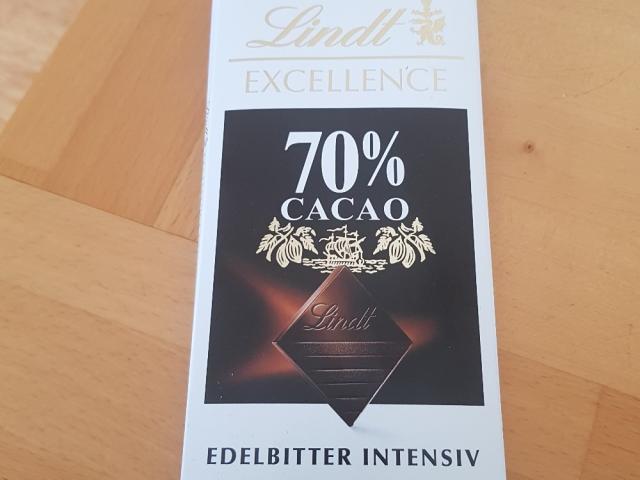 Lindt
EXCELLENCE
70%
CACAO
Lindt
EDELBITTER INTENSIV